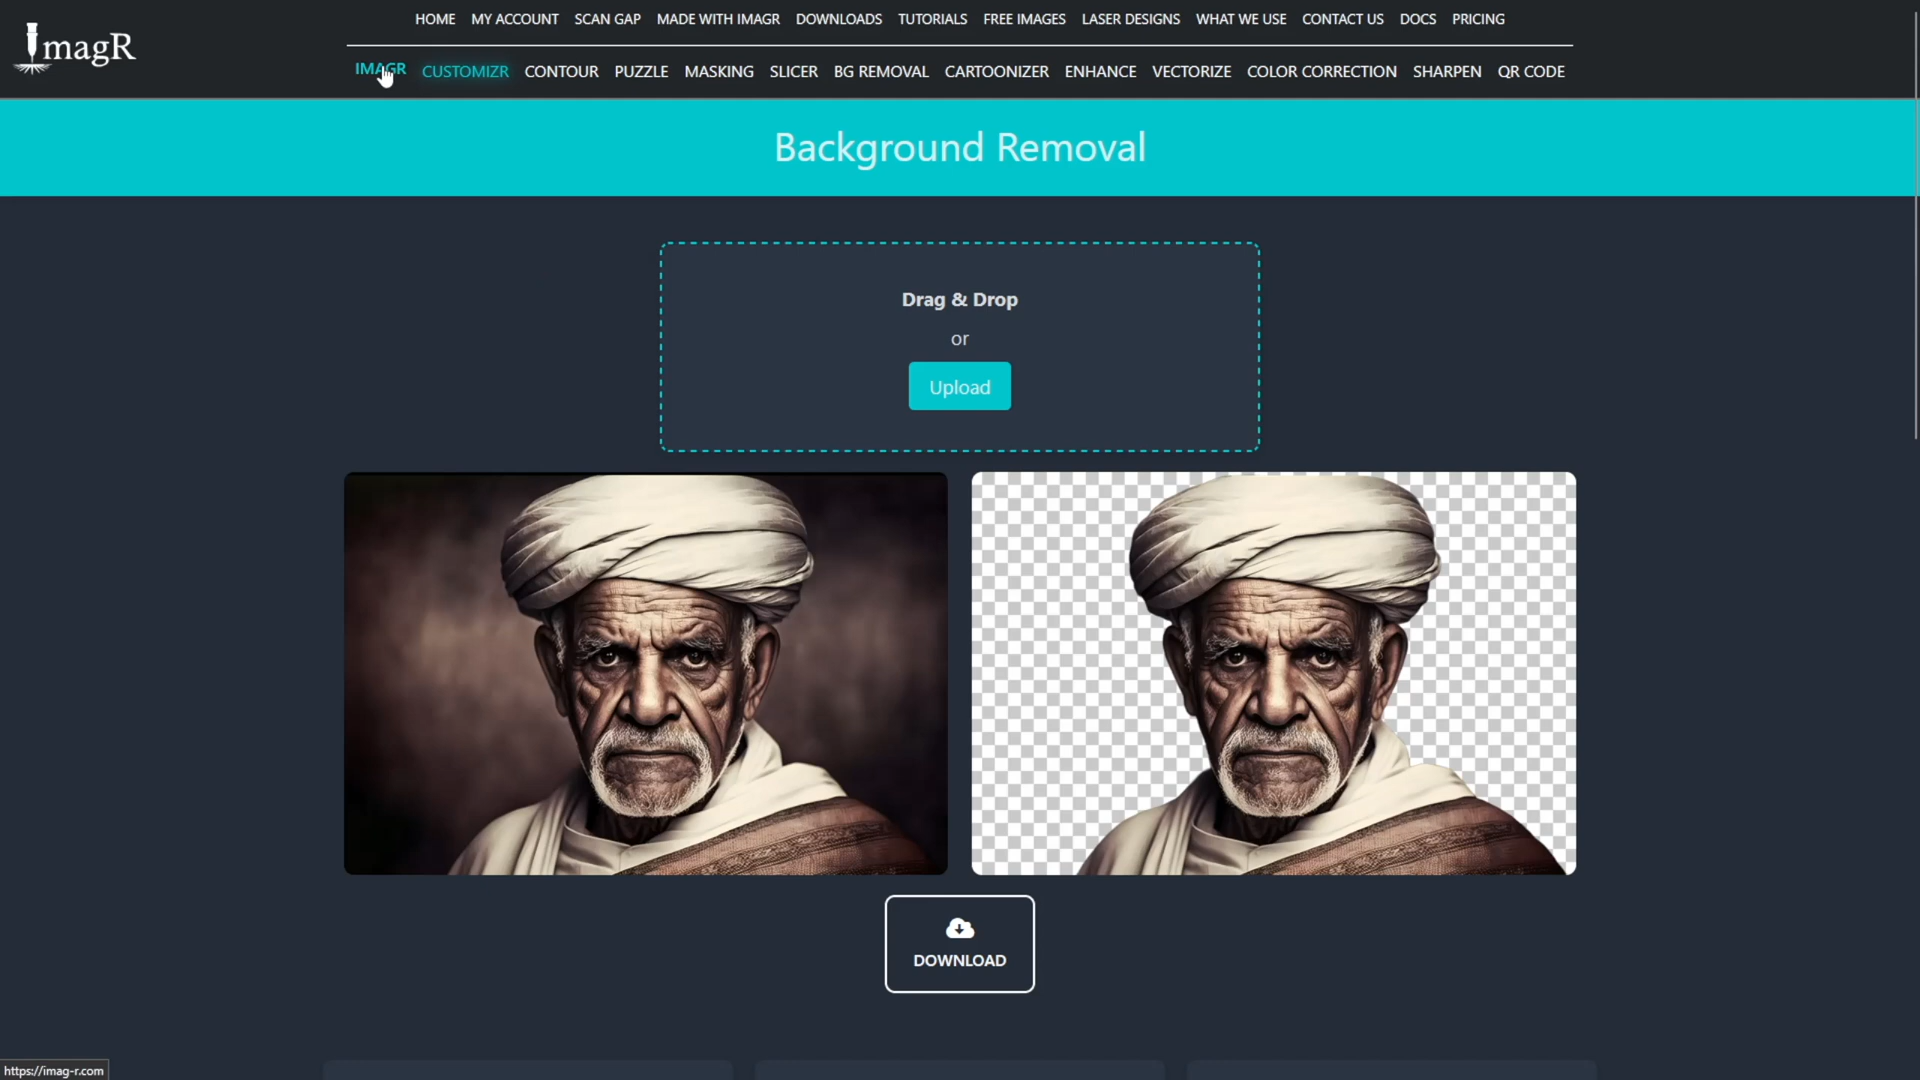 ImagR
HOME MY ACCOUNT SCAN GAP MADE WITH IMAGR DOWNLOADS TUTORIALS FREE IMAGES LASER DESIGNS WHAT WE USE CONTACT US DOCS PRICING
IMAGR CUSTOMIZR CONTOUR PUZZLE MASKING SLICER BG REMOVAL CARTOONIZER ENHANCE VECTORIZE COLOR CORRECTION SHARPEN QR CODE
Background Removal
Drag & Drop
or
Upload
DOWNLOAD
https://imag-r.com